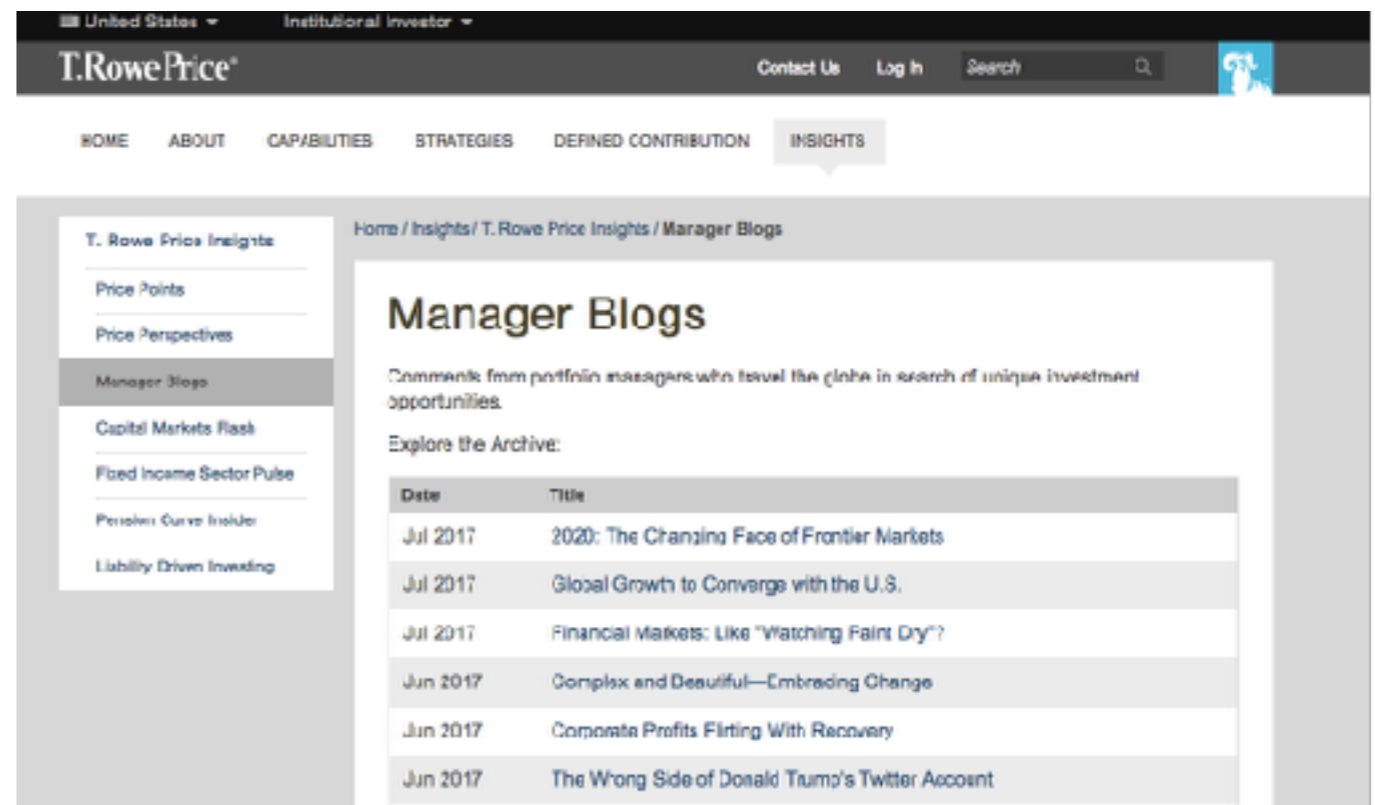 United States
Institutional Investor
T.RowePrice®
Contact Us
Log In
Search
HOME
ABOUT
CAPABILITIES
STRATEGIES
DEFINED CONTRIBUTION
INSIGHTS
T. Rowe Price Insights
Price Points
Price Perspectives
Manager Blogs
Capital Markets Flash
Fixed Income Sector Pulse
Pension Curve Insider
Liability Driven Investing
Home / Insights / T. Rowe Price Insights / Manager Blogs
Manager Blogs
Comments from portfolio managers who travel the globe in search of unique investment
opportunities.
Explore the Archive:
Date Title
Jul 2017 2020: The Changing Face of Frontier Markets
Jul 2017 Global Growth to Converge with the U.S.
Jul 2017 Financial Markets: Like "Watching Paint Dry"?
Jun 2017 Complex and Beautiful—Embracing Change
Jun 2017 Corporate Profits Flirting With Recovery
Jun 2017 The Wrong Side of Donald Trump's Twitter Account